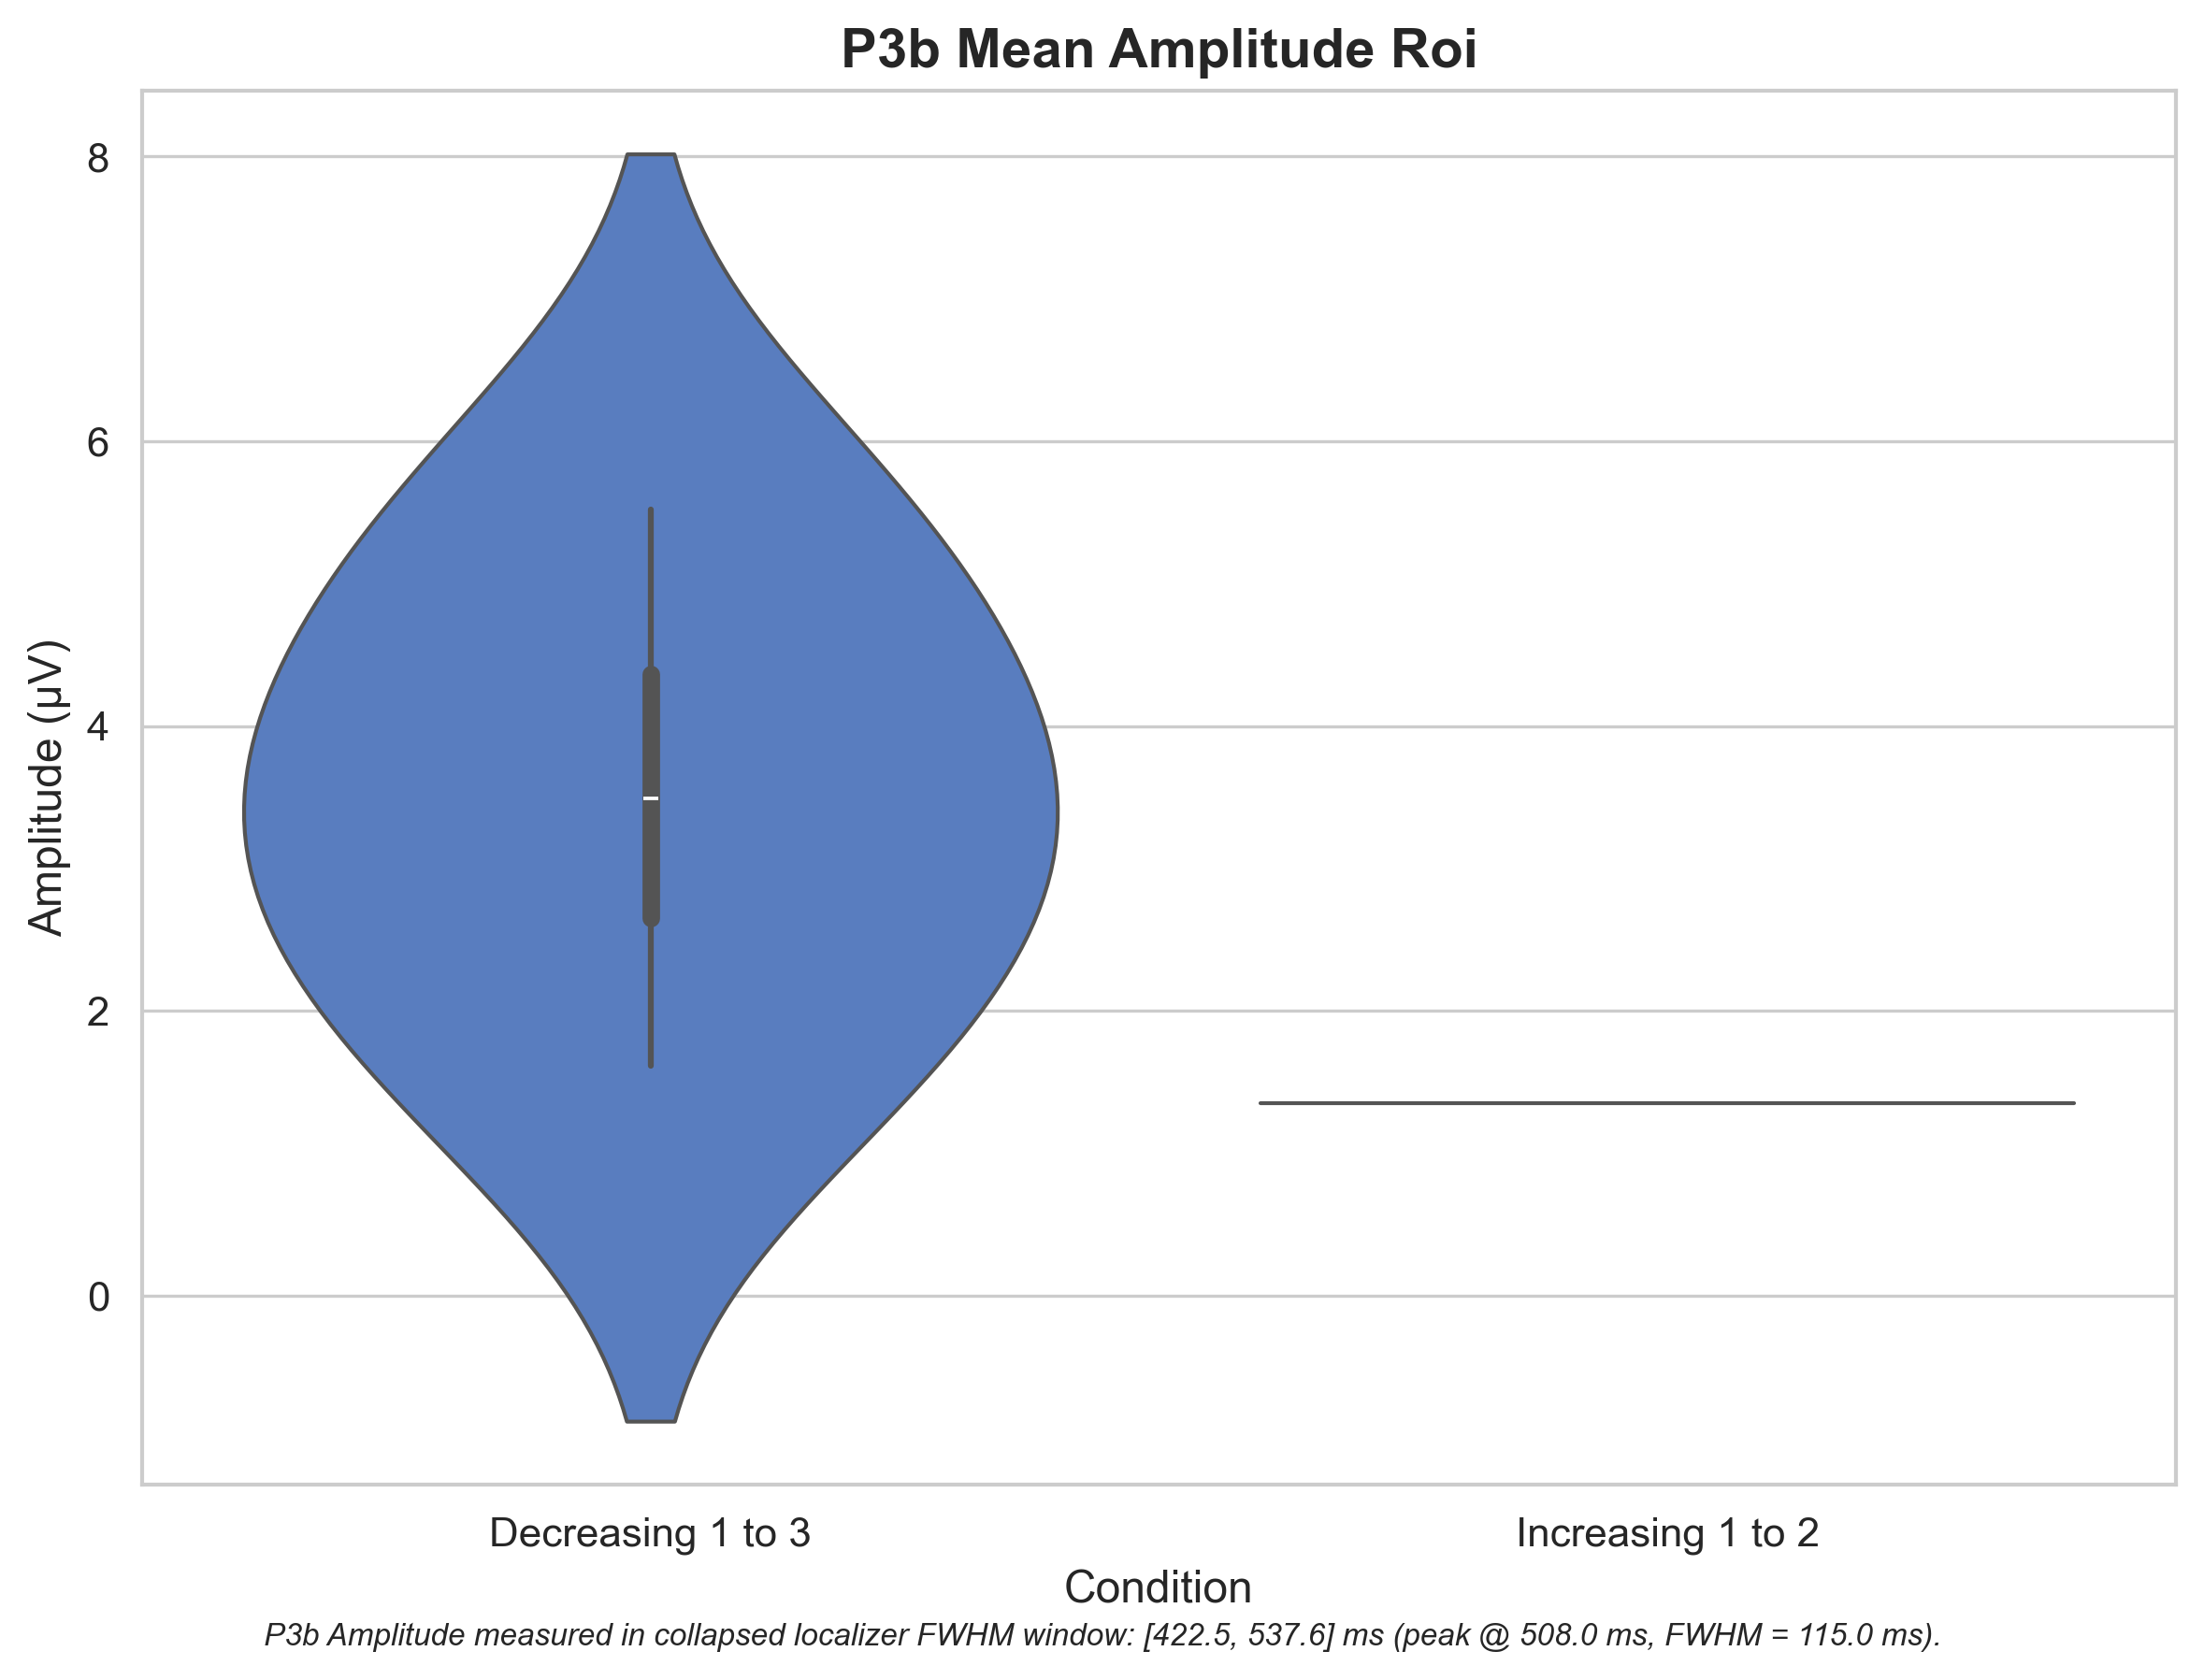 P3b Mean Amplitude Roi
Amplitude (µV)
8
6
4
2
0
Decreasing 1 to 3
Increasing 1 to 2
Condition
P3b Amplitude measured in collapsed localizer FWHM window: [422.5, 537.6] ms (peak @ 508.0 ms, FWHM = 115.0 ms).